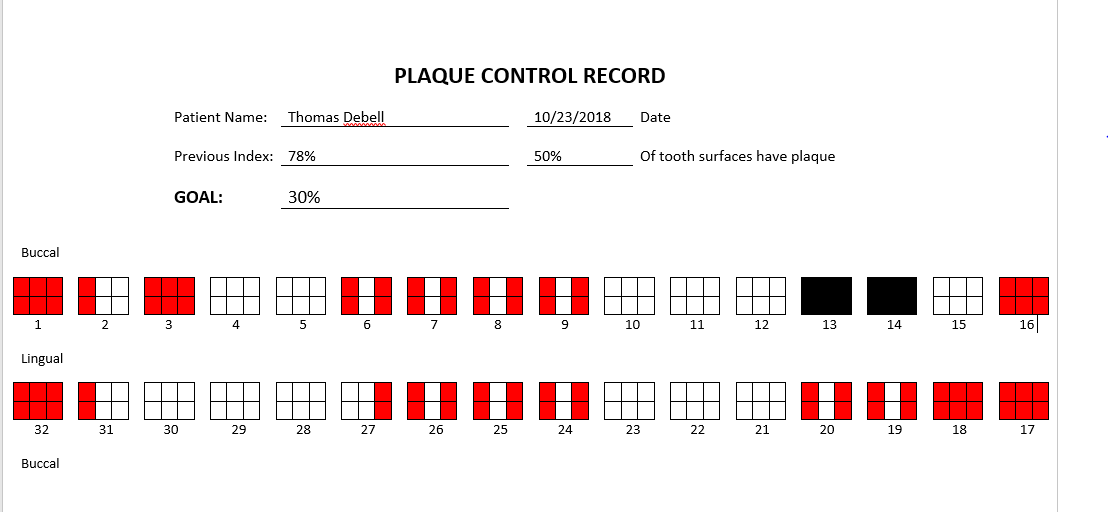 PLAQUE CONTROL RECORD
Patient Name: Thomas Debell 10/23/2018 Date
Previous Index: 78% 50% Of tooth surfaces have plaque
GOAL: 30%
Buccal
1 2 3 4 5 6 7 8 9 10 11 12 13 14 15 16
Lingual
32 31 30 29 28 27 26 25 24 23 22 21 20 19 18 17
Buccal